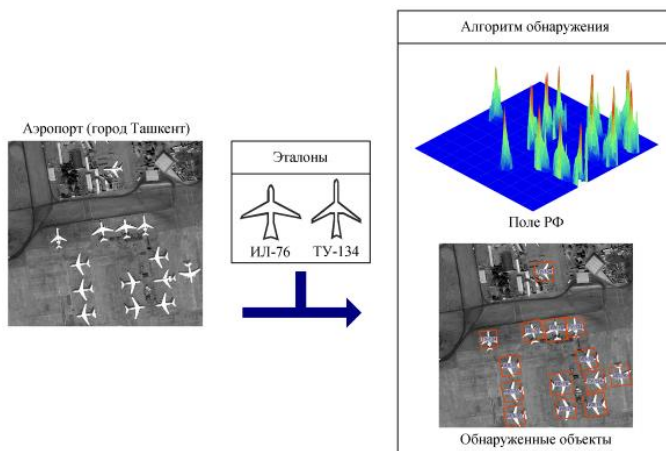 Аэропорт (город Ташкент)
Эталоны
ИЛ-76 ТУ-134
Алгоритм обнаружения
Поле РФ
Обнаруженные объекты